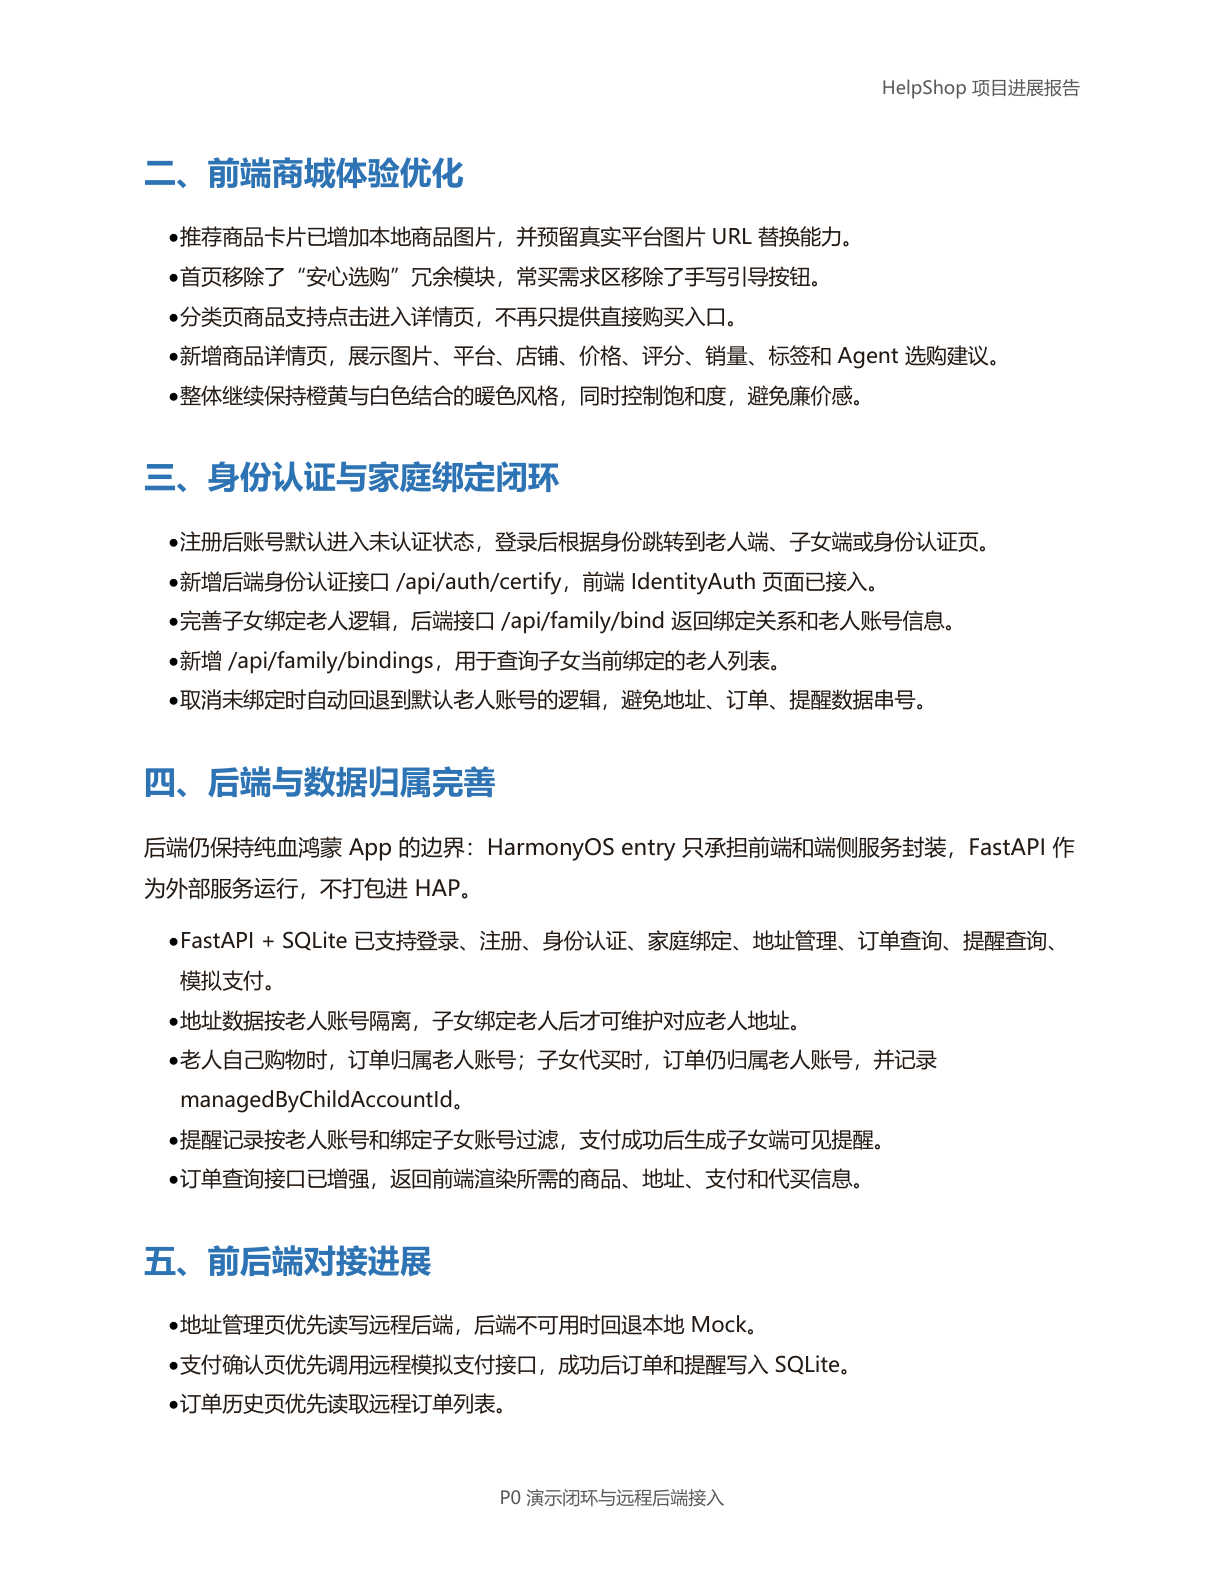 HelpShop 项目进展报告
二、前端商城体验优化
●推荐商品卡片已增加本地商品图片，并预留真实平台图片 URL 替换能力。
●首页移除了“安心选购”冗余模块，常买需求区移除了手写引导按钮。
●分类页商品支持点击进入详情页，不再只提供直接购买入口。
●新增商品详情页，展示图片、平台、店铺、价格、评分、销量、标签和 Agent 选购建议。
●整体继续保持橙黄与白色结合的暖色风格，同时控制饱和度，避免廉价感。
三、身份认证与家庭绑定闭环
●注册后账号默认进入未认证状态，登录后根据身份跳转到老人端、子女端或身份认证页。
●新增后端身份认证接口 /api/auth/certify，前端 IdentityAuth 页面已接入。
●完善子女绑定老人逻辑，后端接口 /api/family/bind 返回绑定关系和老人账号信息。
●新增 /api/family/bindings，用于查询子女当前绑定的老人列表。
●取消未绑定时自动回退到默认老人账号的逻辑，避免地址、订单、提醒数据串号。
四、后端与数据归属完善
后端仍保持纯血鸿蒙 App 的边界：HarmonyOS entry 只承担前端和端侧服务封装，FastAPI 作
为外部服务运行，不打包进 HAP。
●FastAPI + SQLite 已支持登录、注册、身份认证、家庭绑定、地址管理、订单查询、提醒查询、
模拟支付。
●地址数据按老人账号隔离，子女绑定老人后才可维护对应老人地址。
●老人自己购物时，订单归属老人账号；子女代买时，订单仍归属老人账号，并记录
managedByChildAccountId。
●提醒记录按老人账号和绑定子女账号过滤，支付成功后生成子女端可见提醒。
●订单查询接口已增强，返回前端渲染所需的商品、地址、支付和代买信息。
五、前后端对接进展
●地址管理页优先读写远程后端，后端不可用时回退本地 Mock。
●支付确认页优先调用远程模拟支付接口，成功后订单和提醒写入 SQLite。
●订单历史页优先读取远程订单列表。
P0 演示闭环与远程后端接入